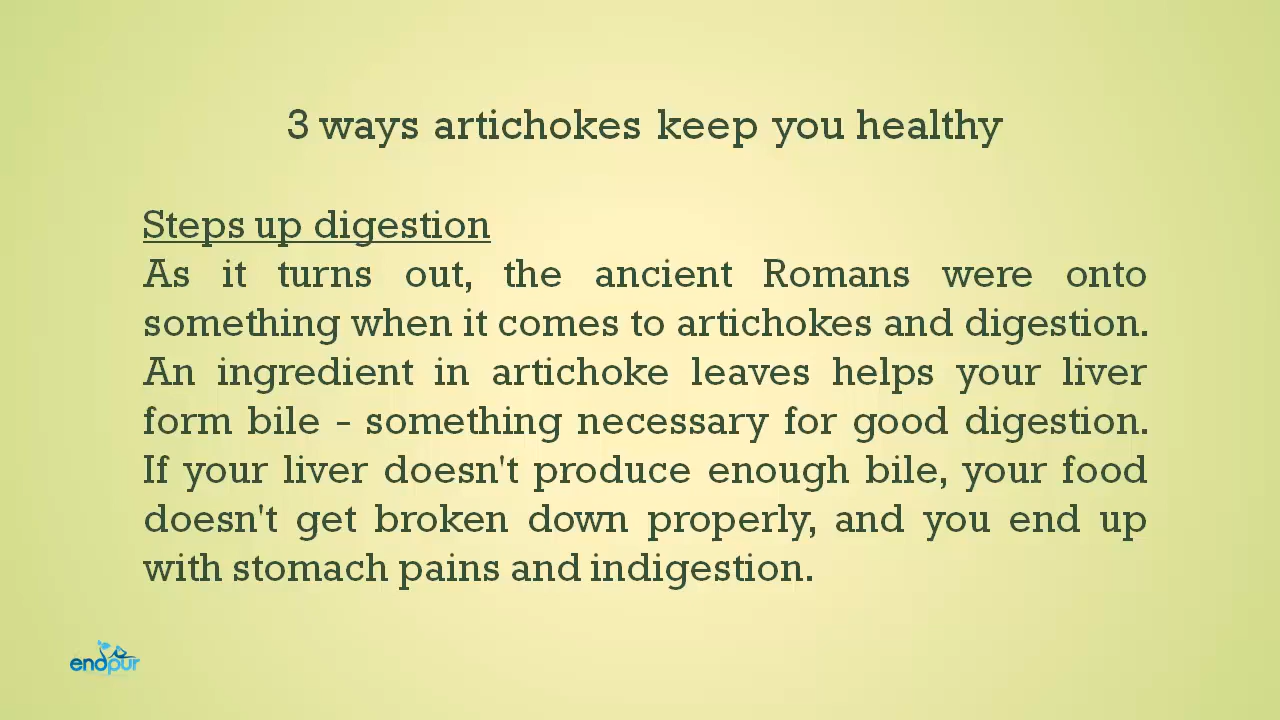 3 ways artichokes keep you healthy
Steps up digestion
As it turns out, the ancient Romans were onto
something when it comes to artichokes and digestion.
An ingredient in artichoke leaves helps your liver
form bile - something necessary for good digestion.
If your liver doesn't produce enough bile, your food
doesn't get broken down properly, and you end up
with stomach pains and indigestion.
endpur